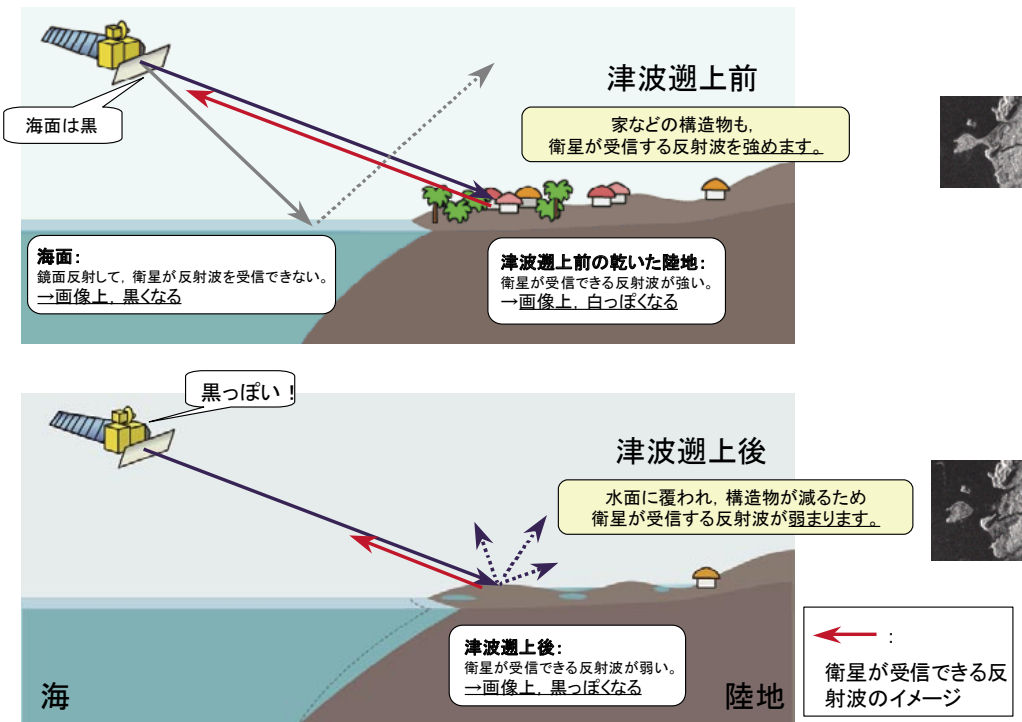 津波遡上前
海面は黒
家などの構造物も,
衛星が受信する反射波を強めます。
海面:
鏡面反射して, 衛星が反射波を受信できない。
→画像上, 黒くなる
津波遡上前の乾いた陸地:
衛星が受信できる反射波が強い。
→画像上, 白っぽくなる
黒っぽい！
津波遡上後
水面に覆われ, 構造物が減るため
衛星が受信する反射波が弱まります。
津波遡上後:
衛星が受信できる反射波が弱い。
→画像上, 黒っぽくなる
海
陸地
:
衛星が受信できる反
射波のイメージ